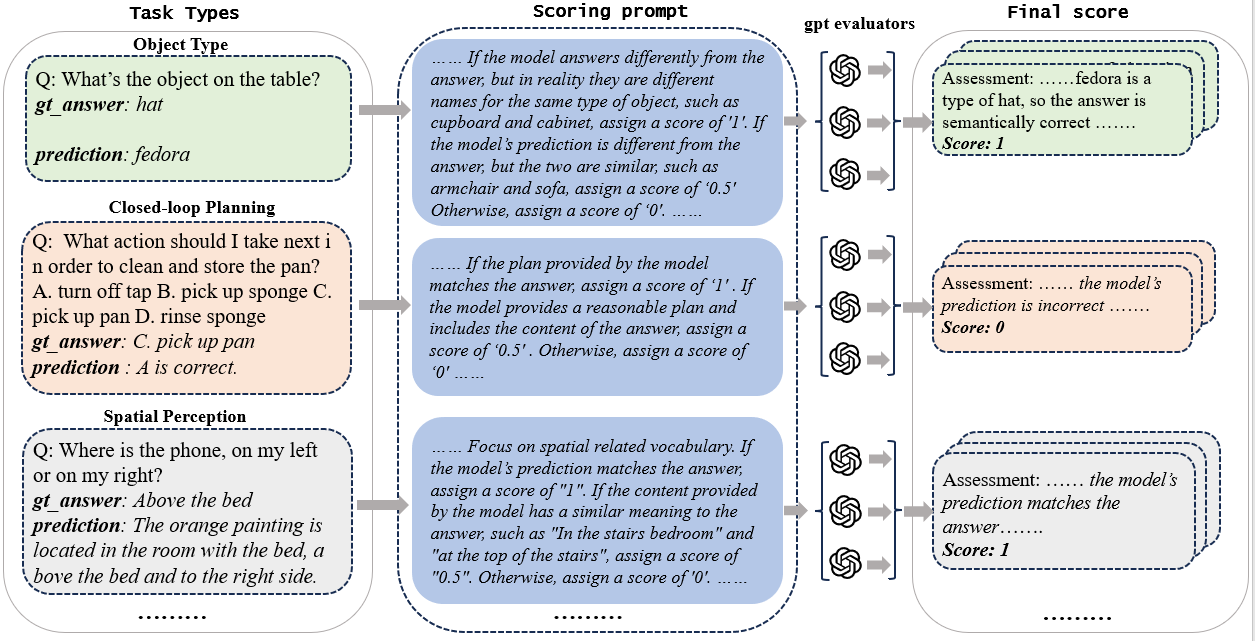 Task Types
Object Type
Q: What's the object on the table?
gt_answer: hat
prediction: fedora
Closed-loop Planning
Q:  What action should I take next i
n order to clean and store the pan?
A. turn off tap B. pick up sponge C.
pick up pan D. rinse sponge
gt_answer: C. pick up pan
prediction : A is correct.
Spatial Perception
Q: Where is the phone, on my left
or on my right?
gt_answer: Above the bed
prediction: The orange painting is
located in the room with the bed, a
bove the bed and to the right side.
………
Scoring prompt
…… If the model answers differently from the
answer, but in reality they are different
names for the same type of object, such as
cupboard and cabinet, assign a score of '1'. If
the model's prediction is different from the
answer, but the two are similar, such as
armchair and sofa, assign a score of ‘0.5'
Otherwise, assign a score of ‘0'. ……
…… If the plan provided by the model
matches the answer, assign a score of ‘1' . If
the model provides a reasonable plan and
includes the content of the answer, assign a
score of ‘0.5' . Otherwise, assign a score of
‘0' ……
…… Focus on spatial related vocabulary. If
the model's prediction matches the answer,
assign a score of "1". If the content provided
by the model has a similar meaning to the
answer, such as "In the stairs bedroom" and
"at the top of the stairs", assign a score of
"0.5". Otherwise, assign a score of '0'. ……
………
gpt evaluators
Final score
Assessment: ……fedora is a
type of hat, so the answer is
semantically correct …….
Score: 1
Assessment: …… the model's
prediction is incorrect …….
Score: 0
Assessment: …… the model's
prediction matches the
answer…….
Score: 1
………